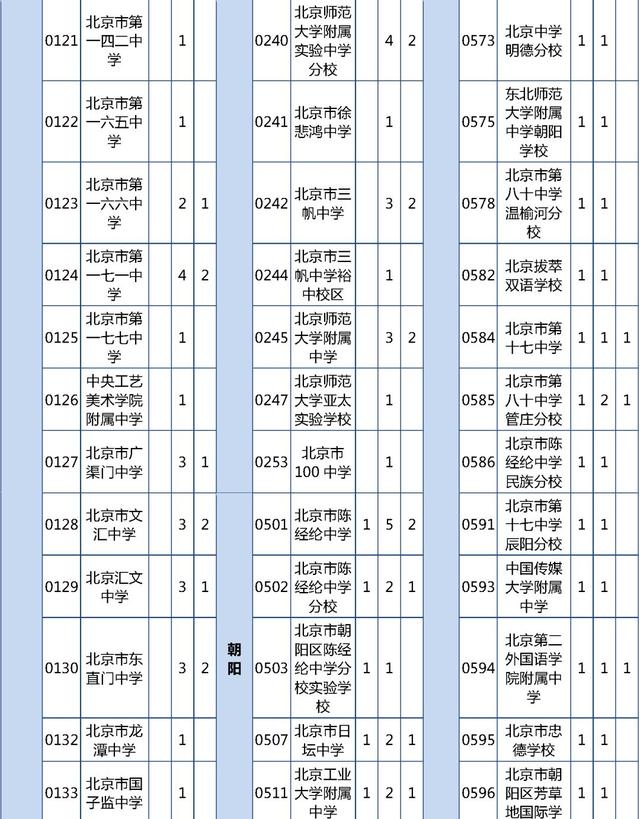 0121 北京市第一四二中学 1
0122 北京市第一六五中学 1
0123 北京市第一六六中学 2 1
0124 北京市第一七一中学 4 2
0125 北京市第一七七中学 1
0126 中央工艺美术学院附属中学 1
0127 北京市广渠门中学 3 1
0128 北京市文汇中学 3 2
0129 北京汇文中学 3 1
0130 北京市东直门中学 3 2
0132 北京市龙潭中学 1
0133 北京市国子监中学 1
0240 北京师范大学附属实验中学分校 4 2
0241 北京市徐悲鸿中学 1
0242 北京市三帆中学 3 2
0244 北京市三帆中学裕中校区 1
0245 北京师范大学附属中学 3 2
0247 北京师范大学亚太实验学校 1
0253 北京市100中学 1
朝阳
0501 北京市陈经纶中学 1 5 2
0502 北京市陈经纶中学分校 1 2 1
0503 北京市朝阳区陈经纶中学分校实验学校 1 1
0507 北京市日坛中学 1 2 1
0511 北京工业大学附属中学 1 2 1
0573 北京中学明德分校 1 1
0575 东北师范大学附属中学朝阳学校 1 1
0578 北京市第八十中学温榆河分校 1 1
0582 北京拔萃双语学校 1 1
0584 北京市第十七中学 1 1 1
0585 北京市第八十中学管庄分校 1 2 1
0586 北京市陈经纶中学民族分校 1 1
0591 北京市第十七中学辰阳分校 1 1
0593 中国传媒大学附属中学 1 1
0594 北京第二外国语学院附属中学 1 1 1
0595 北京市忠德学校 1 1
0596 北京市朝阳区芳草地国际学 1 1